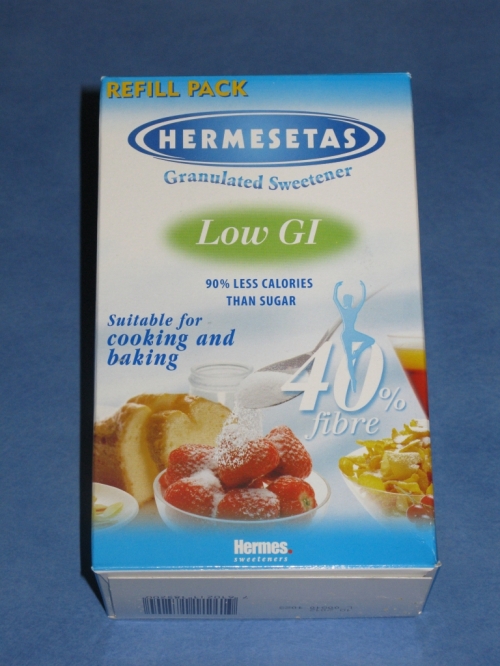 REFILL PACK
HERMESETAS
Granulated Sweetener
Low GI
90% LESS CALORIES
THAN SUGAR
Suitable for
cooking and
baking
40%
fibre
Hermes.
sweeteners